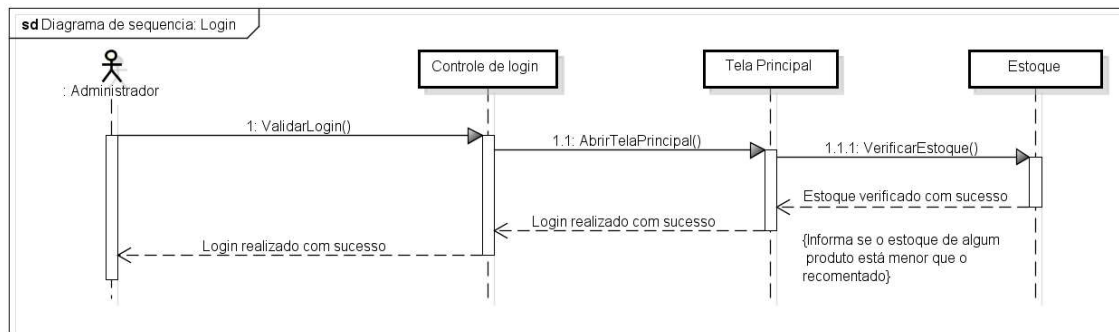 sd Diagrama de sequencia: Login
: Administrador
Controle de login
Tela Principal
Estoque
1: ValidarLogin()
1.1: AbrirTelaPrincipal()
1.1.1: VerificarEstoque()
Estoque verificado com sucesso
Login realizado com sucesso
Login realizado com sucesso
{Informa se o estoque de algum
produto está menor que o
recomentado}